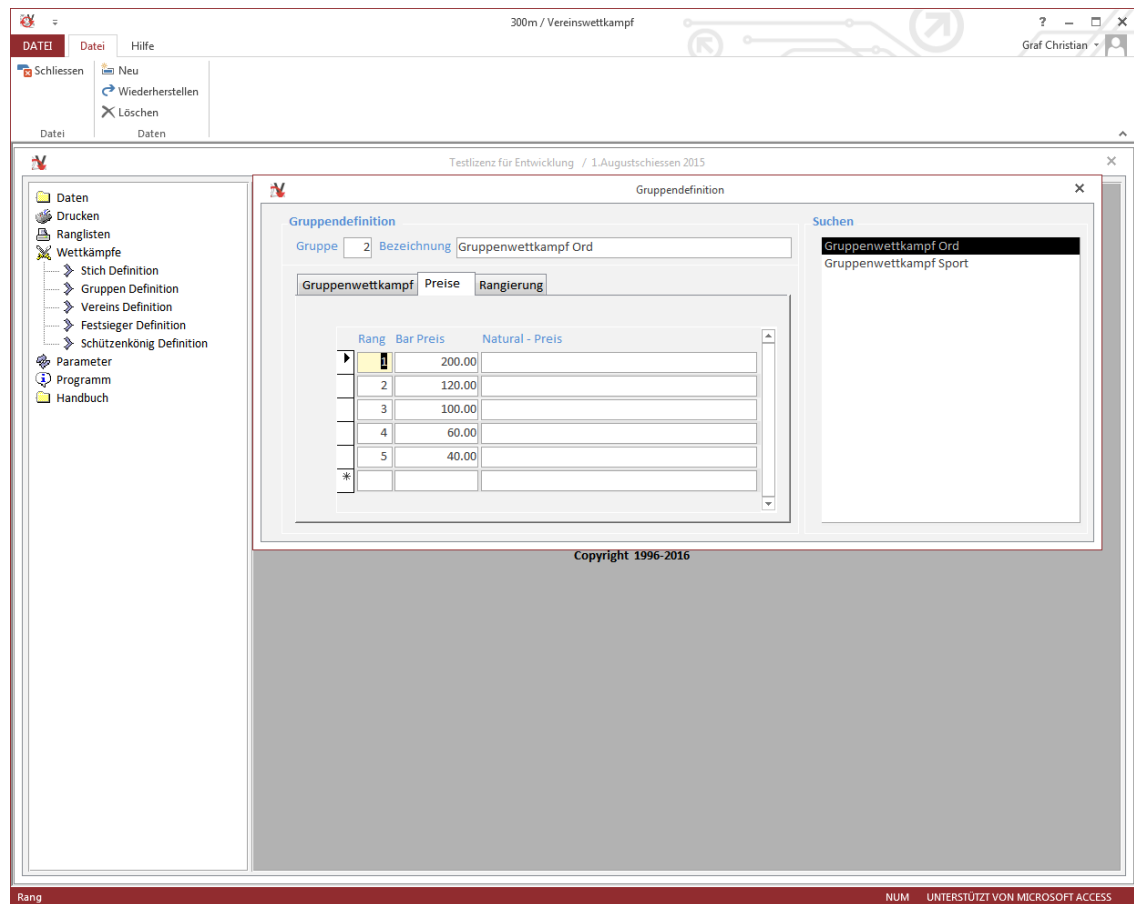 300m / Vereinswettkampf
?
DATEI Datei Hilfe
Graf Christian
Schliessen
Neu
Wiederherstellen
Löschen
Datei
Daten
Testlizenz für Entwicklung / 1.Augustschiessen 2015
Daten
Drucken
Ranglisten
Wettkämpfe
Stich Definition
Gruppen Definition
Vereins Definition
Festsieger Definition
Schützenkönig Definition
Parameter
Programm
Handbuch
Gruppendefinition
Gruppendefinition
Gruppe 2 Bezeichnung Gruppenwettkampf Ord
Gruppenwettkampf Preise Rangierung
Rang Bar Preis Natural - Preis
1 200.00
2 120.00
3 100.00
4 60.00
5 40.00
*
Suchen
Gruppenwettkampf Ord
Gruppenwettkampf Sport
Copyright 1996-2016
Rang
NUM UNTERSTÜTZT VON MICROSOFT ACCESS